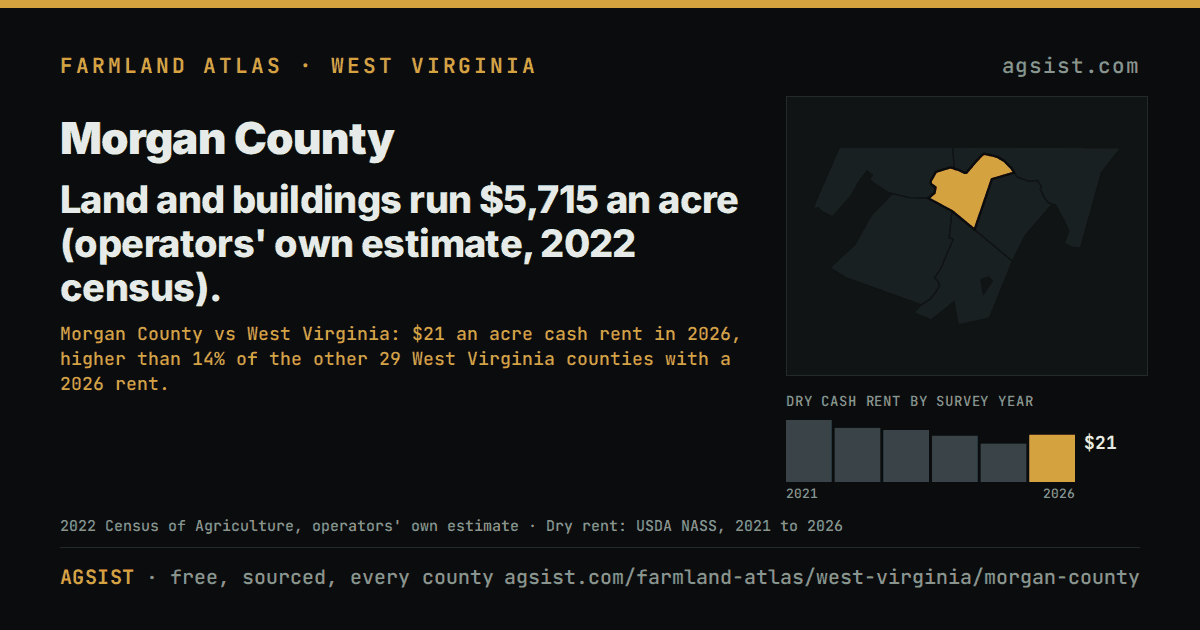 FARMLAND ATLAS · WEST VIRGINIA
agsist.com
Morgan County
Land and buildings run $5,715 an acre
(operators' own estimate, 2022
census).
Morgan County vs West Virginia: $21 an acre cash rent in 2026,
higher than 14% of the other 29 West Virginia counties with a
2026 rent.
DRY CASH RENT BY SURVEY YEAR
$21
2021 2026
2022 Census of Agriculture, operators' own estimate · Dry rent: USDA NASS, 2021 to 2026
AGSIST · free, sourced, every county agsist.com/farmland-atlas/west-virginia/morgan-county